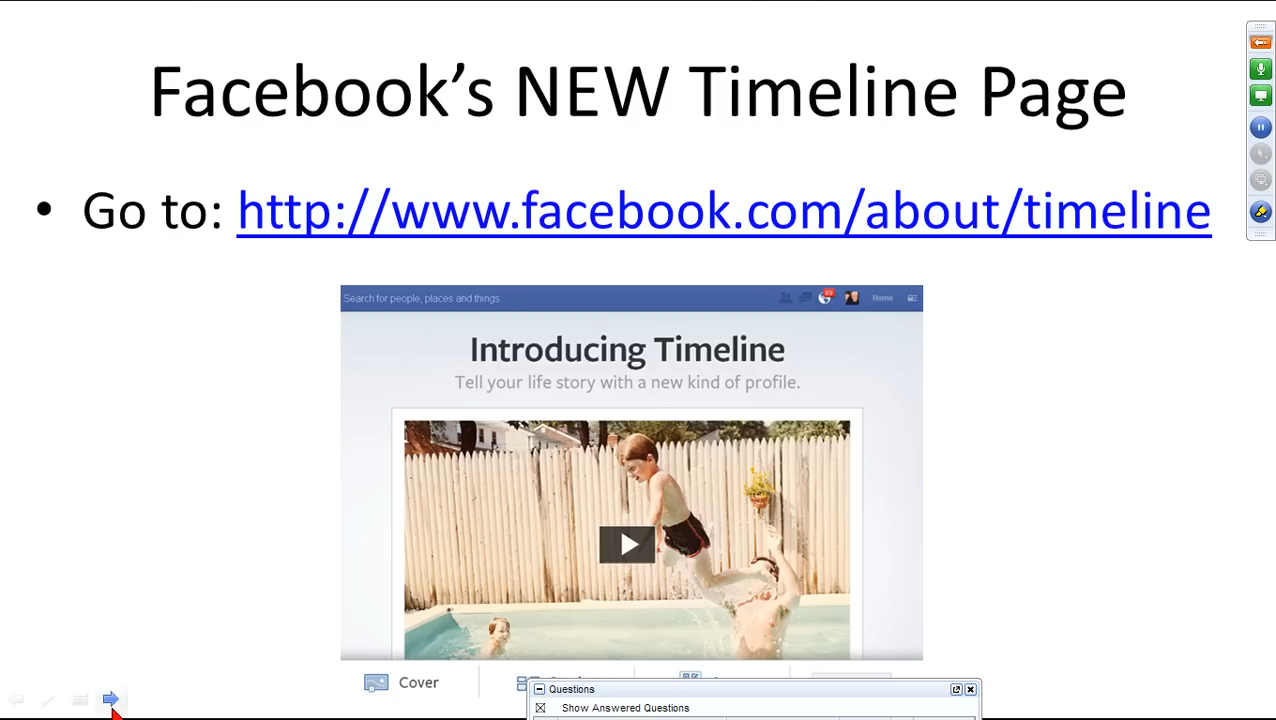 Facebook’s NEW Timeline Page
• Go to: http://www.facebook.com/about/timeline
Search for people, places and things
Home
Introducing Timeline
Tell your life story with a new kind of profile.
Cover
Questions
Show Answered Questions